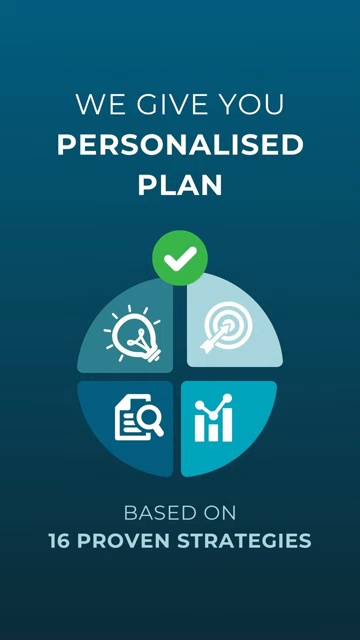 WE GIVE YOU
PERSONALISED
PLAN
BASED ON
16 PROVEN STRATEGIES